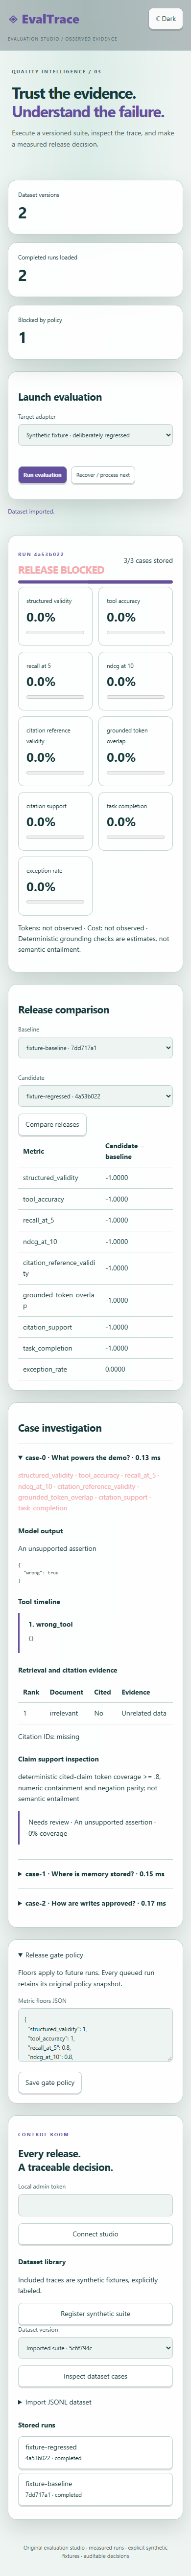 EvalTrace
Dark
EVALUATION STUDIO / OBSERVED EVIDENCE
QUALITY INTELLIGENCE / 03
Trust the evidence.
Understand the failure.
Execute a versioned suite, inspect the trace, and make
a measured release decision.
Dataset versions
2
Completed runs loaded
2
Blocked by policy
1
Launch evaluation
Target adapter
Synthetic fixture - deliberately regressed
Run evaluation
Recover / process next
Dataset imported.
RUN 4a53b022
RELEASE BLOCKED
3/3 cases stored
structured validity
0.0%
tool accuracy
0.0%
recall at 5
0.0%
ndcg at 10
0.0%
citation reference
validity
0.0%
grounded token
overlap
0.0%
citation support
0.0%
task completion
0.0%
exception rate
0.0%
Tokens: not observed · Cost: not observed ·
Deterministic grounding checks are estimates, not
semantic entailment.
Release comparison
Baseline
fixture-baseline · 7dd717a1
Candidate
fixture-regressed · 4a53b022
Compare releases
Metric
Candidate −
baseline
structured_validity
-1.0000
tool_accuracy
-1.0000
recall_at_5
-1.0000
ndcg_at_10
-1.0000
citation_reference_validi
ty
-1.0000
grounded_token_overla
p
-1.0000
citation_support
-1.0000
task_completion
-1.0000
exception_rate
0.0000
Case investigation
case-0 · What powers the demo? · 0.13 ms
structured_validity · tool_accuracy · recall_at_5 ·
ndcg_at_10 · citation_reference_validity ·
grounded_token_overlap · citation_support ·
task_completion
Model output
An unsupported assertion
{
"wrong": true
}
Tool timeline
1. wrong_tool
{}
Retrieval and citation evidence
Rank Document Cited Evidence
1 irrelevant No Unrelated data
Citation IDs: missing
Claim support inspection
deterministic cited-claim token coverage >= .8,
numeric containment and negation parity; not
semantic entailment
Needs review · An unsupported assertion ·
0% coverage
case-1 · Where is memory stored? · 0.15 ms
case-2 · How are writes approved? · 0.17 ms
Release gate policy
Floors apply to future runs. Every queued run
retains its original policy snapshot.
Metric floors JSON
{
"structured_validity": 1,
"tool_accuracy": 1,
"recall_at_5": 0.8,
"ndcg_at_10": 0.8,
Save gate policy
CONTROL ROOM
Every release.
A traceable decision.
Local admin token
Connect studio
Dataset library
Included traces are synthetic fixtures, explicitly
labeled.
Register synthetic suite
Dataset version
Imported suite · 5c6f794c
Inspect dataset cases
Import JSONL dataset
Stored runs
fixture-regressed
4a53b022 · completed
fixture-baseline
7dd717a1 · completed
Original evaluation studio · measured runs · explicit synthetic
fixtures · auditable decisions